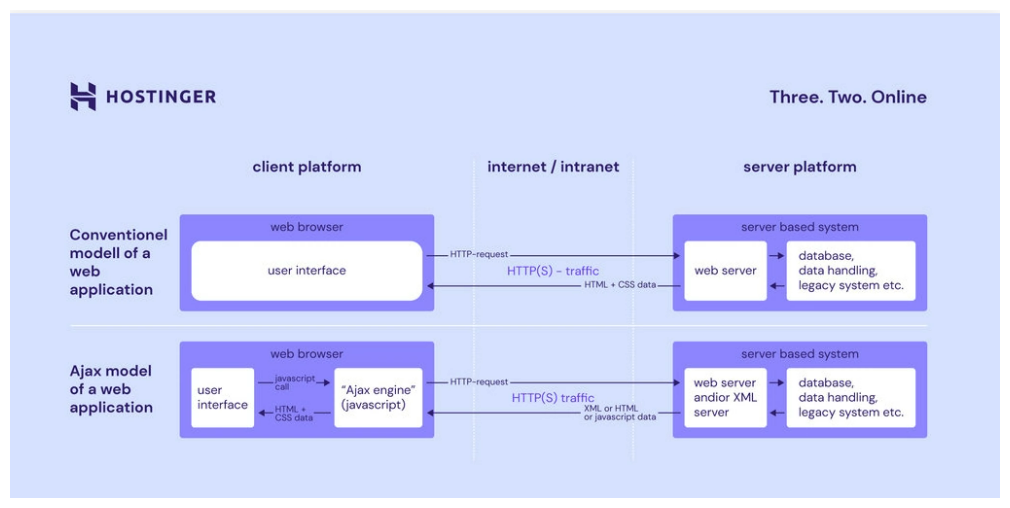 HOSTINGER
Three. Two. Online
client platform
internet / intranet
server platform
Conventionel
modell of a
web
application
web browser
user interface
HTTP-request
HTTP(S) - traffic
HTML + CSS data
server based system
web server
database,
data handling,
legacy system etc.
Ajax model
of a web
application
web browser
user
interface
javascript
call
HTML +
CSS data
“Ajax engine”
(javascript)
HTTP-request
HTTP(S) traffic
XML or HTML
or javascript data
server based system
web server
andior XML
server
database,
data handling,
legacy system etc.